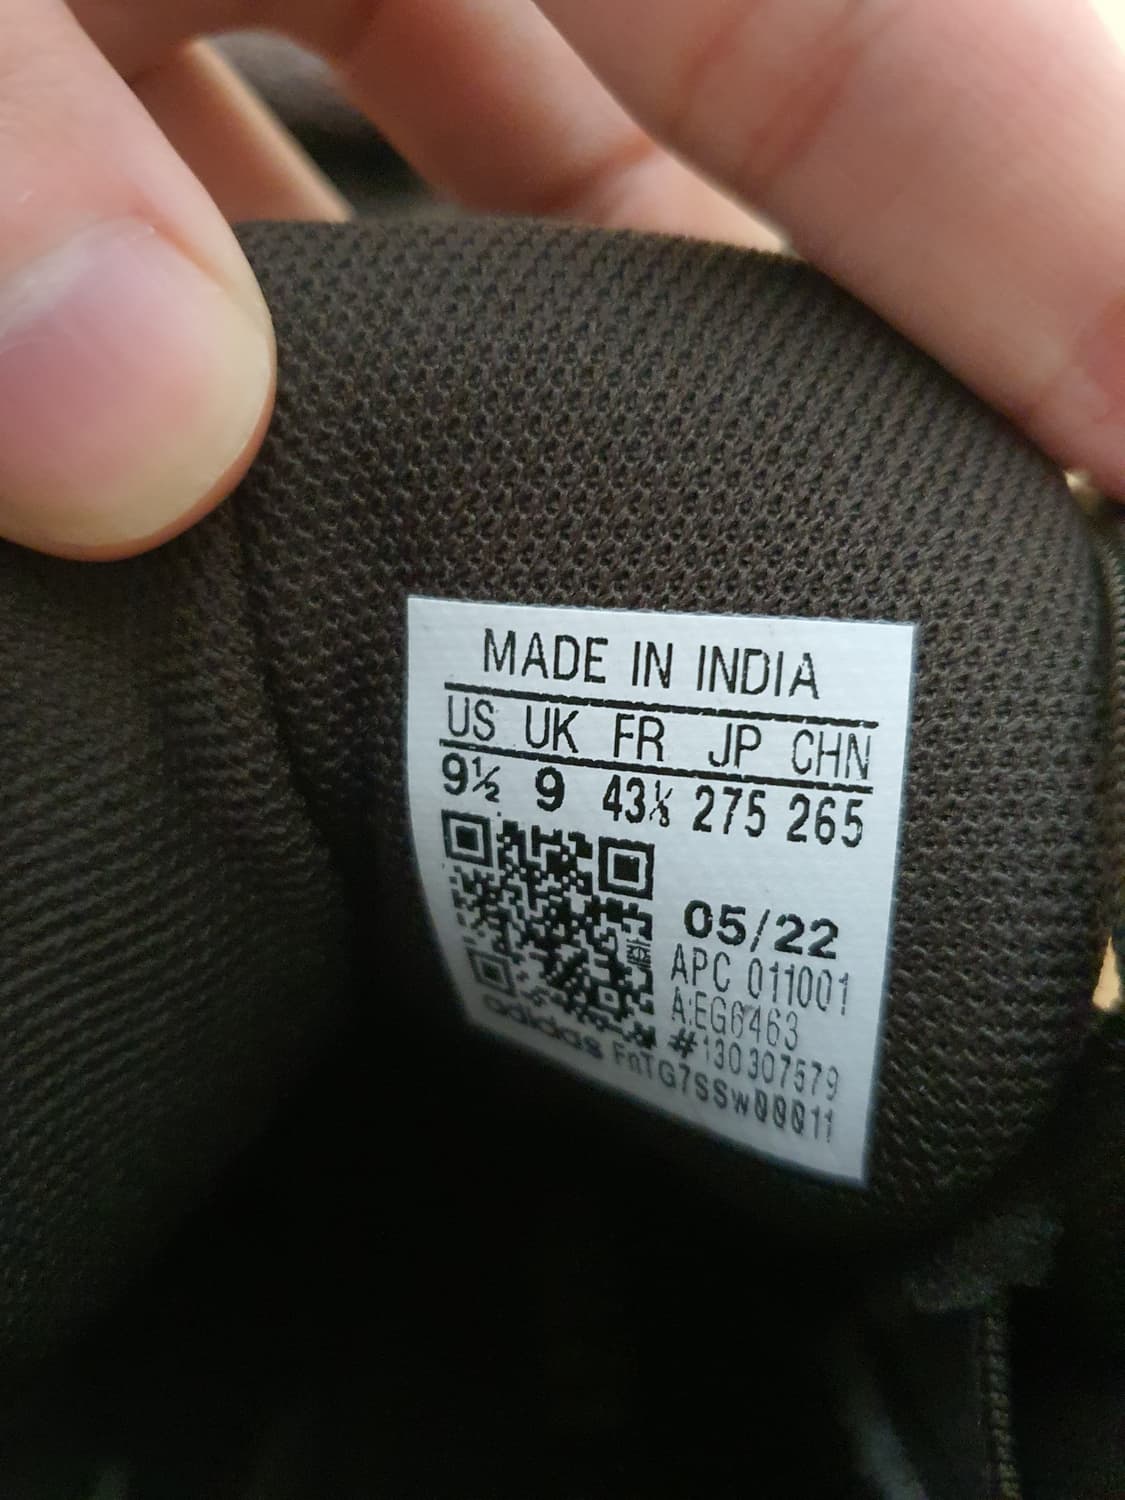 MADE IN INDIA
US UK FR JP CHN
9½ 9 43⅓ 275 265
05/22
APC 011001
A:EG6463
#130307579
adidas FnTG7SSw00011